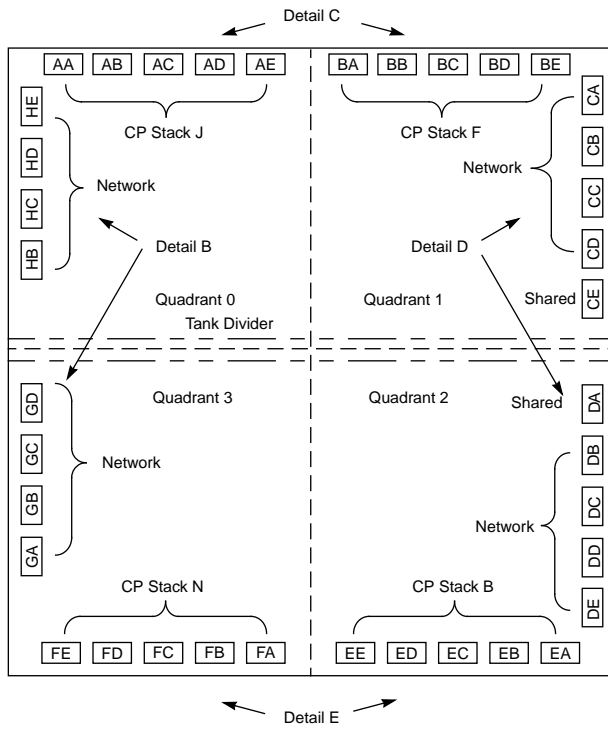 Detail C
AA AB AC AD AE
BA BB BC BD BE
HE
HD
HC
HB
CA
CB
CC
CD
CE
CP Stack J
CP Stack F
Network
Network
Detail B
Detail D
Quadrant 0
Quadrant 1
Shared
Tank Divider
Quadrant 3
Quadrant 2
Shared
GD
GC
GB
GA
DA
DB
DC
DD
DE
Network
Network
CP Stack N
CP Stack B
FE FD FC FB FA
EE ED EC EB EA
Detail E